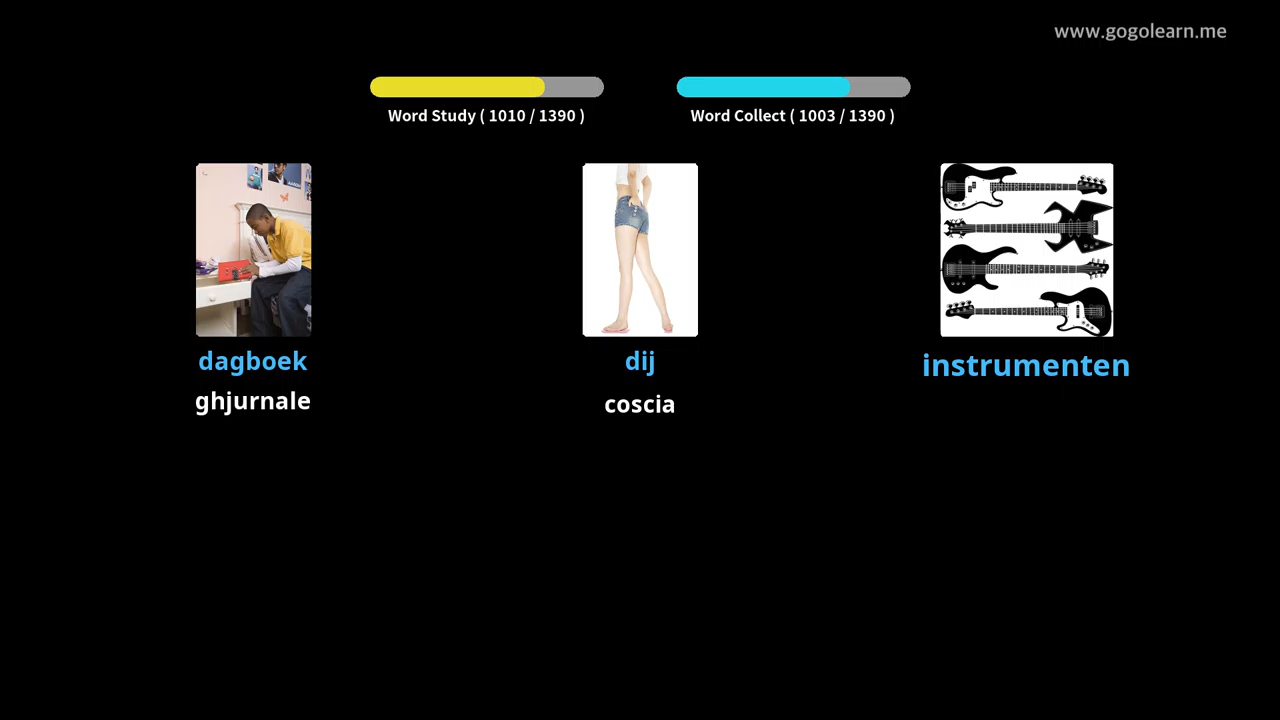 www.gogolearn.me
Word Study ( 1010 / 1390 )
Word Collect ( 1003 / 1390 )
dagboek
ghjurnale
dij
coscia
instrumenten